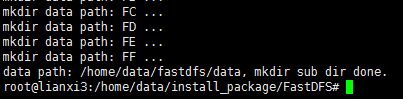 mkdir data path: FC ...
mkdir data path: FD ...
mkdir data path: FE ...
mkdir data path: FF ...
data path: /home/data/fastdfs/data, mkdir sub dir done.
root@lianxi3:/home/data/install_package/FastDFS#